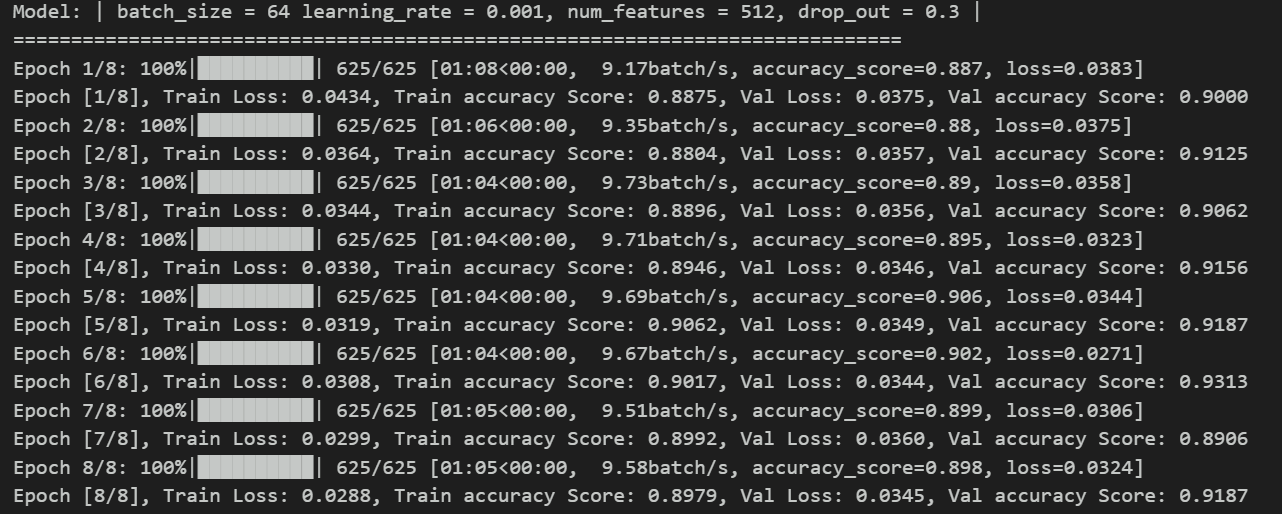 Model: | batch_size = 64 learning_rate = 0.001, num_features = 512, drop_out = 0.3 |
=============================================================================
Epoch 1/8: 100%|██████████| 625/625 [01:08<00:00,  9.17batch/s, accuracy_score=0.887, loss=0.0383]
Epoch [1/8], Train Loss: 0.0434, Train accuracy Score: 0.8875, Val Loss: 0.0375, Val accuracy Score: 0.9000
Epoch 2/8: 100%|██████████| 625/625 [01:06<00:00,  9.35batch/s, accuracy_score=0.88, loss=0.0375]
Epoch [2/8], Train Loss: 0.0364, Train accuracy Score: 0.8804, Val Loss: 0.0357, Val accuracy Score: 0.9125
Epoch 3/8: 100%|██████████| 625/625 [01:04<00:00,  9.73batch/s, accuracy_score=0.89, loss=0.0358]
Epoch [3/8], Train Loss: 0.0344, Train accuracy Score: 0.8896, Val Loss: 0.0356, Val accuracy Score: 0.9062
Epoch 4/8: 100%|██████████| 625/625 [01:04<00:00,  9.71batch/s, accuracy_score=0.895, loss=0.0323]
Epoch [4/8], Train Loss: 0.0330, Train accuracy Score: 0.8946, Val Loss: 0.0346, Val accuracy Score: 0.9156
Epoch 5/8: 100%|██████████| 625/625 [01:04<00:00,  9.69batch/s, accuracy_score=0.906, loss=0.0344]
Epoch [5/8], Train Loss: 0.0319, Train accuracy Score: 0.9062, Val Loss: 0.0349, Val accuracy Score: 0.9187
Epoch 6/8: 100%|██████████| 625/625 [01:04<00:00,  9.67batch/s, accuracy_score=0.902, loss=0.0271]
Epoch [6/8], Train Loss: 0.0308, Train accuracy Score: 0.9017, Val Loss: 0.0344, Val accuracy Score: 0.9313
Epoch 7/8: 100%|██████████| 625/625 [01:05<00:00,  9.51batch/s, accuracy_score=0.899, loss=0.0306]
Epoch [7/8], Train Loss: 0.0299, Train accuracy Score: 0.8992, Val Loss: 0.0360, Val accuracy Score: 0.8906
Epoch 8/8: 100%|██████████| 625/625 [01:05<00:00,  9.58batch/s, accuracy_score=0.898, loss=0.0324]
Epoch [8/8], Train Loss: 0.0288, Train accuracy Score: 0.8979, Val Loss: 0.0345, Val accuracy Score: 0.9187